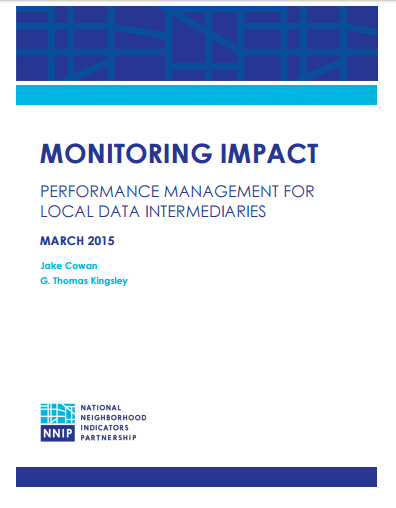 MONITORING IMPACT
PERFORMANCE MANAGEMENT FOR
LOCAL DATA INTERMEDIARIES
MARCH 2015
Jake Cowan
G. Thomas Kingsley
NATIONAL
NEIGHBORHOOD
INDICATORS
PARTNERSHIP
NNIP